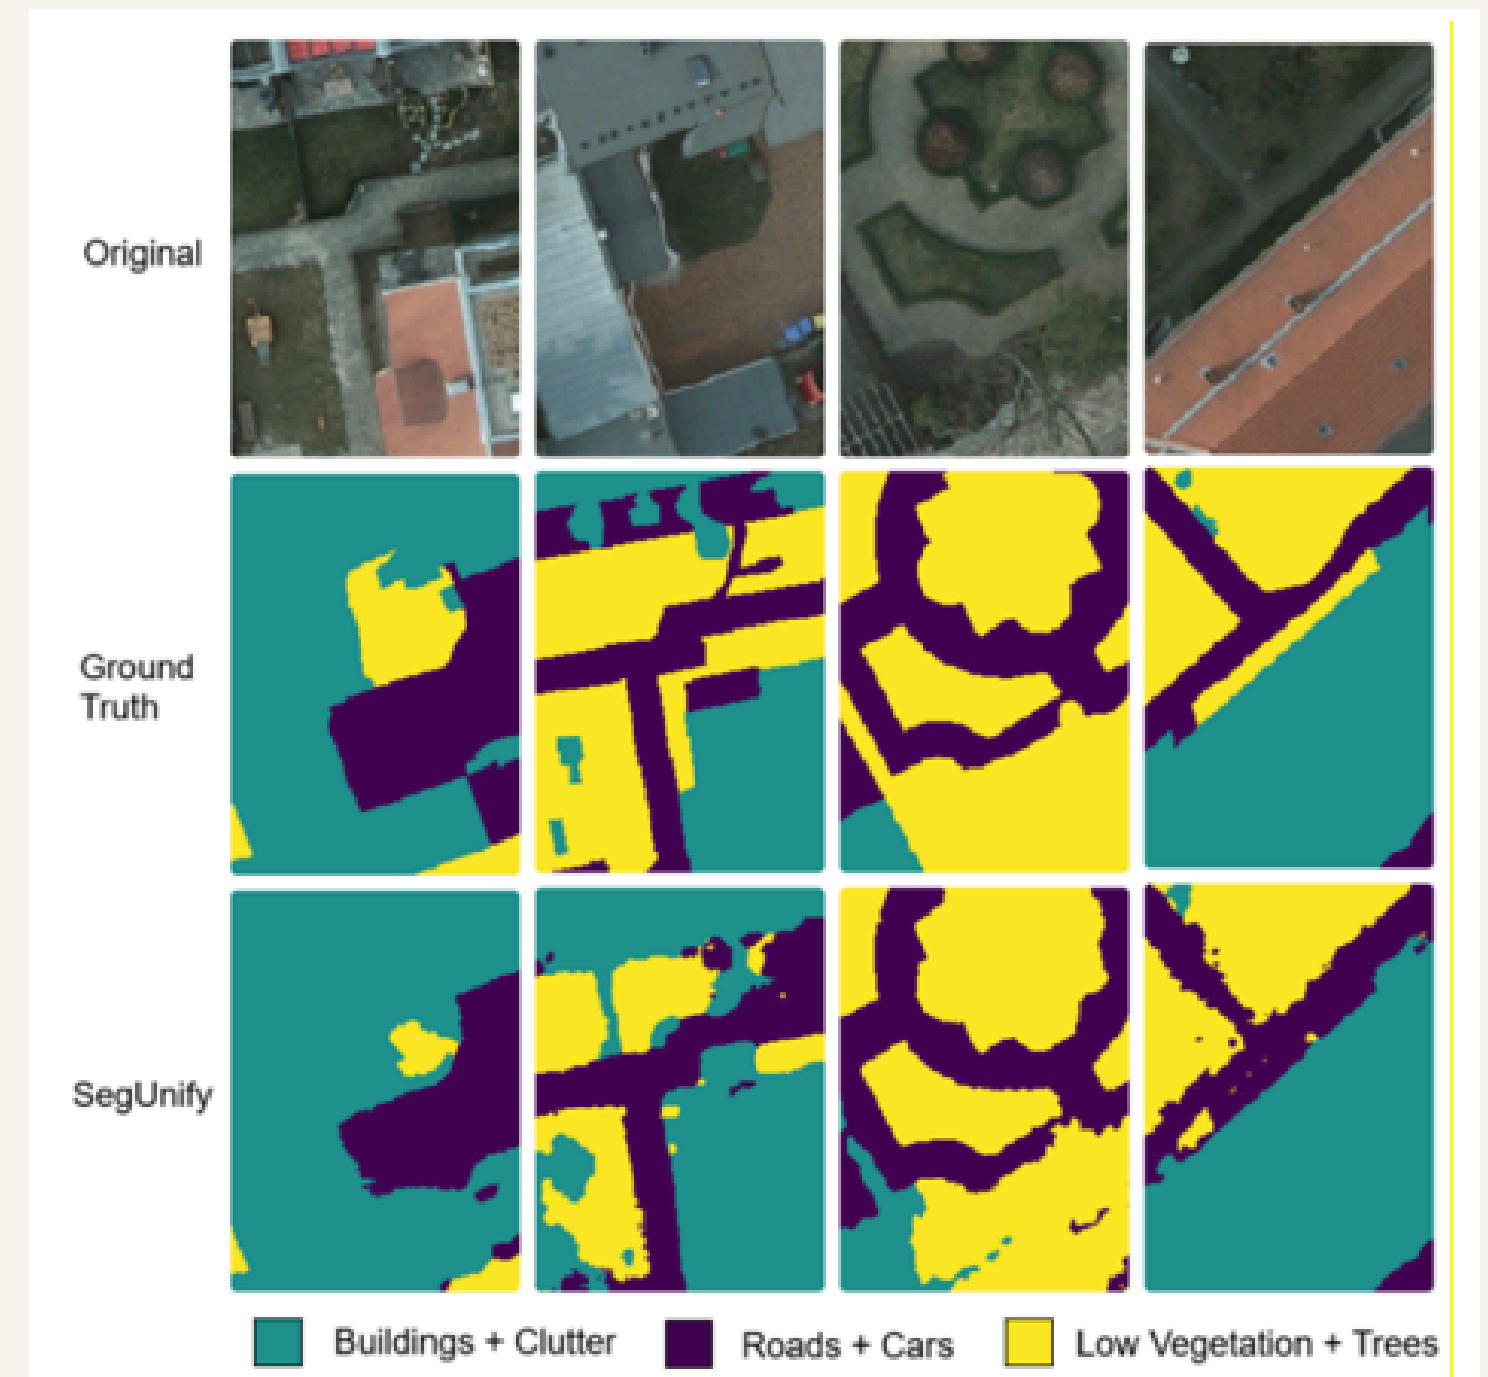 Original
Ground
Truth
SegUnify
Buildings + Clutter
Roads + Cars
Low Vegetation + Trees